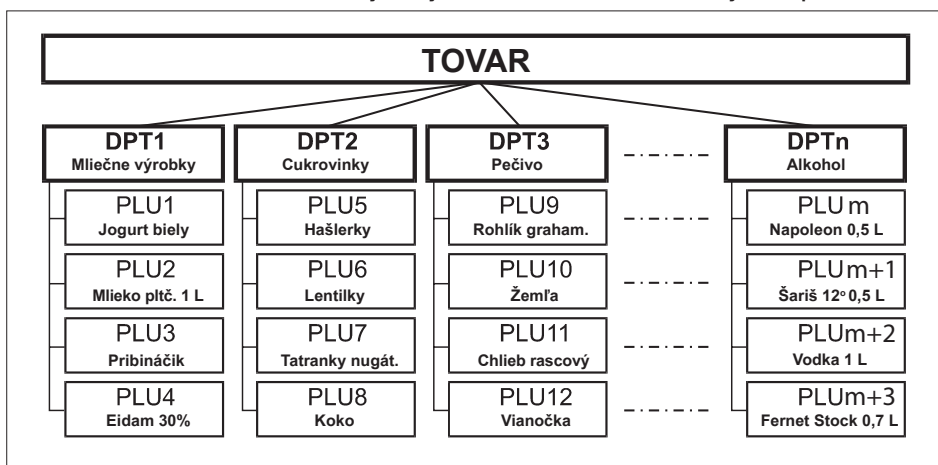 TOVAR
DPT1
Mliečne výrobky
PLU1
Jogurt biely
PLU2
Mlieko pltč. 1 L
PLU3
Pribináčik
PLU4
Eidam 30%
DPT2
Cukrovinky
PLU5
Hašlerky
PLU6
Lentilky
PLU7
Tatranky nugát.
PLU8
Koko
DPT3
Pečivo
PLU9
Rohlík graham.
PLU10
Žemľa
PLU11
Chlieb rascový
PLU12
Vianočka
DPTn
Alkohol
PLU m
Napoleon 0,5 L
PLUm+1
Šariš 12° 0,5 L
PLUm+2
Vodka 1 L
PLUm+3
Fernet Stock 0,7 L